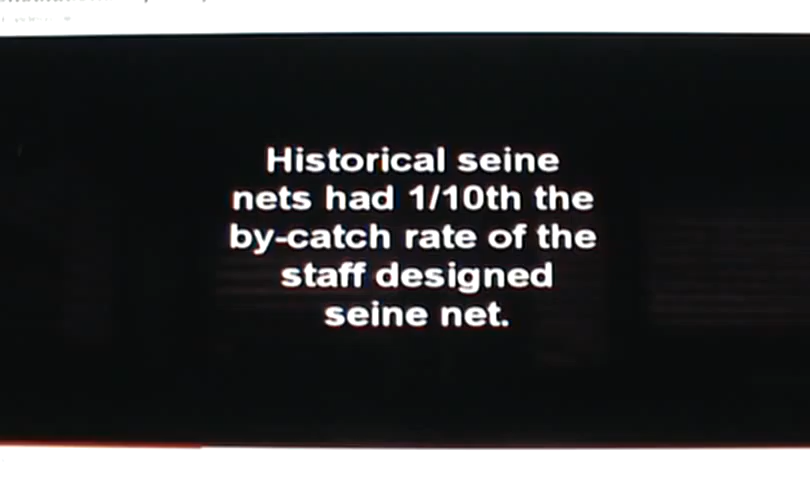 Historical seine
nets had 1/10th the
by-catch rate of the
staff designed
seine net.